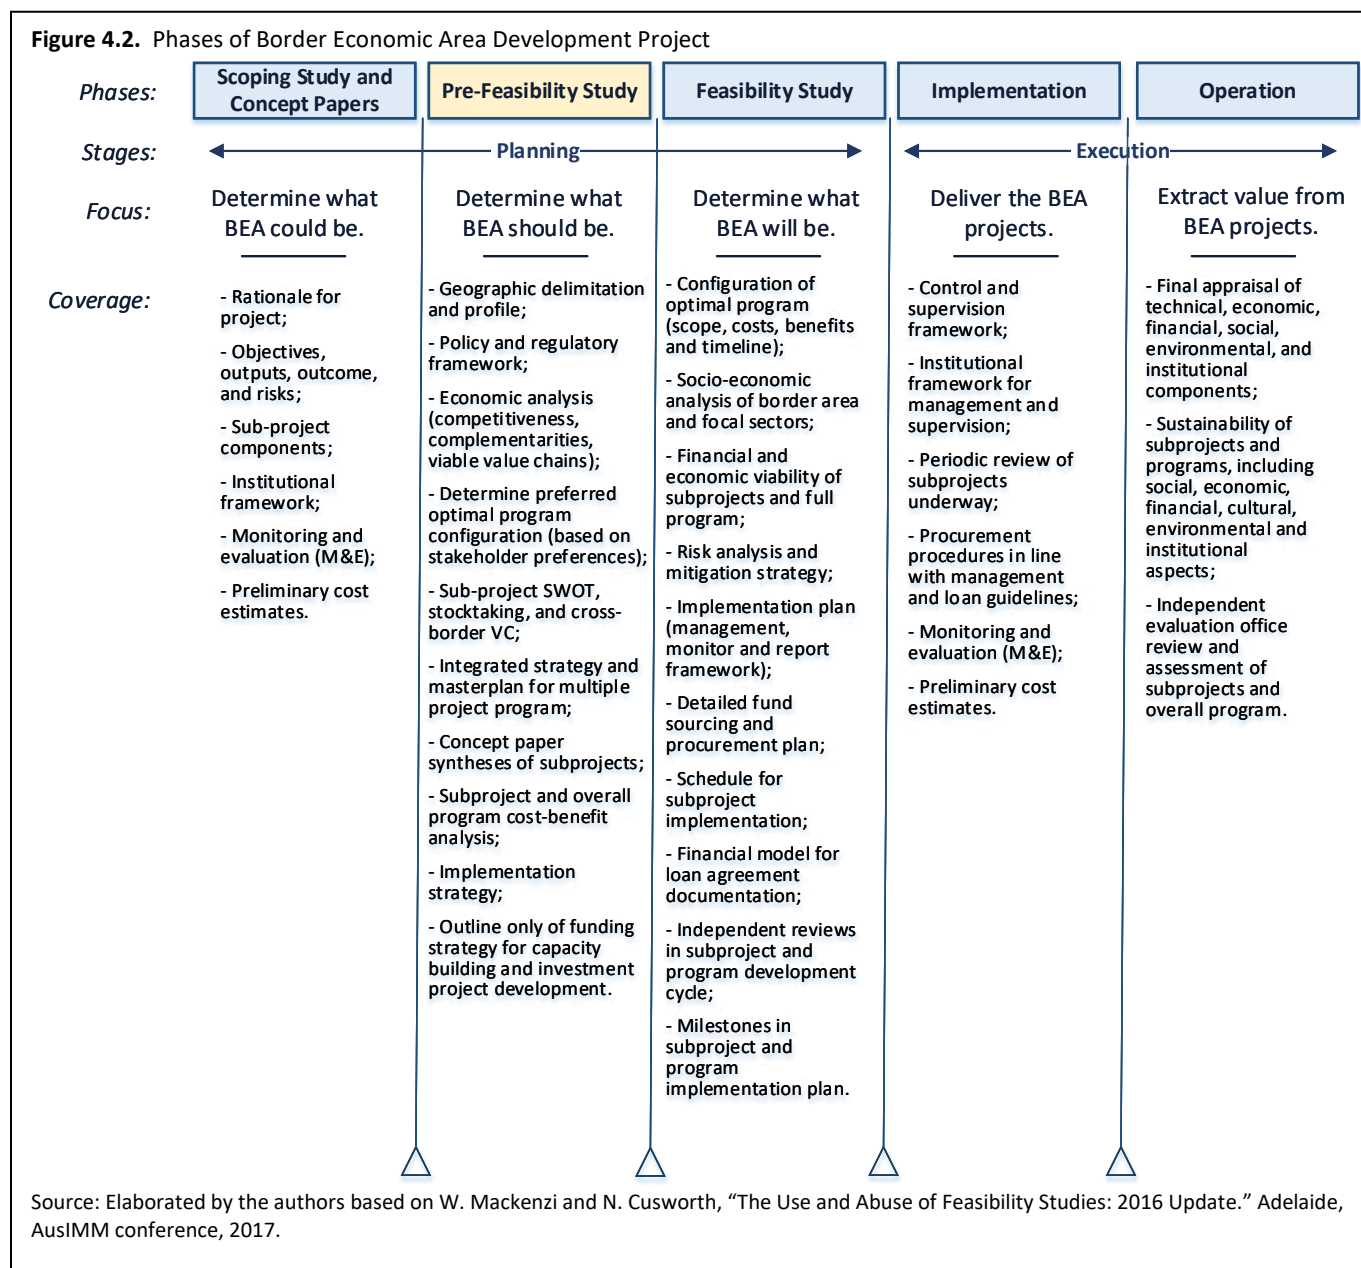 Figure 4.2. Phases of Border Economic Area Development Project
Phases:
Scoping Study and
Concept Papers
Pre-Feasibility Study
Feasibility Study
Implementation
Operation
Stages:
Planning
Execution
Focus:
Determine what
BEA could be.
Determine what
BEA should be.
Determine what
BEA will be.
Deliver the BEA
projects.
Extract value from
BEA projects.
Coverage:
- Rationale for
project;
- Objectives,
outputs, outcome,
and risks;
- Sub-project
components;
- Institutional
framework;
- Monitoring and
evaluation (M&E);
- Preliminary cost
estimates.
- Geographic delimitation
and profile;
- Policy and regulatory
framework;
- Economic analysis
(competitiveness,
complementarities,
viable value chains);
- Determine preferred
optimal program
configuration (based on
stakeholder preferences);
- Sub-project SWOT,
stocktaking, and cross-
border VC;
- Integrated strategy and
masterplan for multiple
project program;
- Concept paper
syntheses of subprojects;
- Subproject and overall
program cost-benefit
analysis;
- Implementation
strategy;
- Outline only of funding
strategy for capacity
building and investment
project development.
- Configuration of
optimal program
(scope, costs, benefits
and timeline);
- Socio-economic
analysis of border area
and focal sectors;
- Financial and
economic viability of
subprojects and full
program;
- Risk analysis and
mitigation strategy;
- Implementation plan
(management,
monitor and report
framework);
- Detailed fund
sourcing and
procurement plan;
- Schedule for
subproject
implementation;
- Financial model for
loan agreement
documentation;
- Independent reviews
in subproject and
program development
cycle;
- Milestones in
subproject and
program
implementation plan.
- Control and
supervision
framework;
- Institutional
framework for
management and
supervision;
- Periodic review of
subprojects
underway;
- Procurement
procedures in line
with management
and loan guidelines;
- Monitoring and
evaluation (M&E);
- Preliminary cost
estimates.
- Final appraisal of
technical, economic,
financial, social,
environmental, and
institutional
components;
- Sustainability of
subprojects and
programs, including
social, economic,
financial, cultural,
environmental and
institutional
aspects;
- Independent
evaluation office
review and
assessment of
subprojects and
overall program.
Source: Elaborated by the authors based on W. Mackenzi and N. Cusworth, “The Use and Abuse of Feasibility Studies: 2016 Update.” Adelaide,
AusIMM conference, 2017.